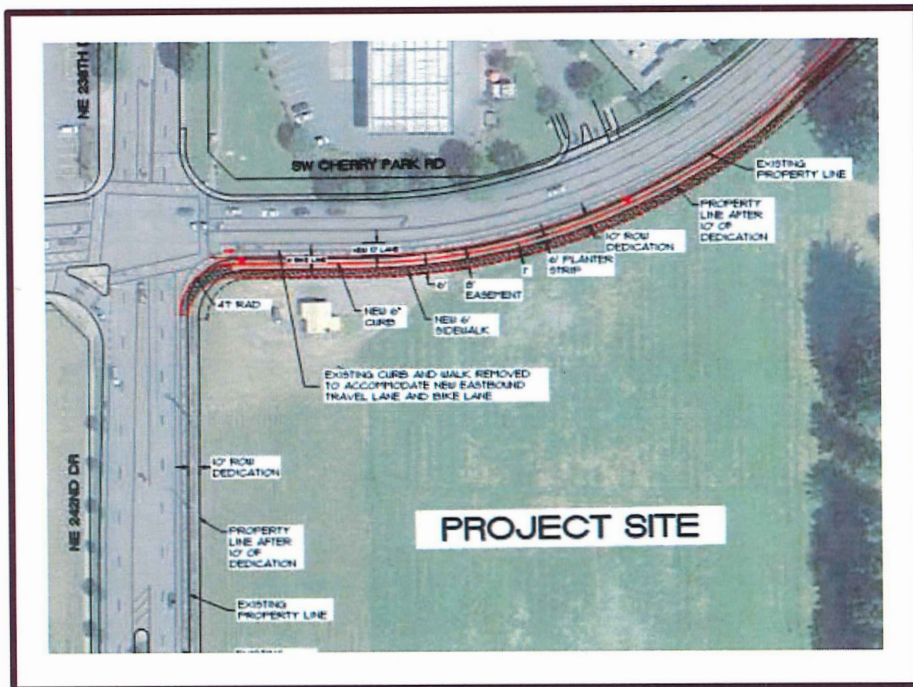 NE 238TH D
SW CHERRY PARK RD
EXISTING
PROPERTY LINE
PROPERTY
LINE AFTER
10' OF
DEDICATION
10' ROW
DEDICATION
6' PLANTER
STRIP
1'
8'
EASEMENT
6'
BIKE LANE
47' RAD
NEW 6"
CURB
NEW 6'
SIDEWALK
EXISTING CURB AND WALK REMOVED
TO ACCOMMODATE NEW EASTBOUND
TRAVEL LANE AND BIKE LANE
NE 242ND DR
10' ROW
DEDICATION
PROPERTY
LINE AFTER
10' OF
DEDICATION
EXISTING
PROPERTY LINE
PROJECT SITE